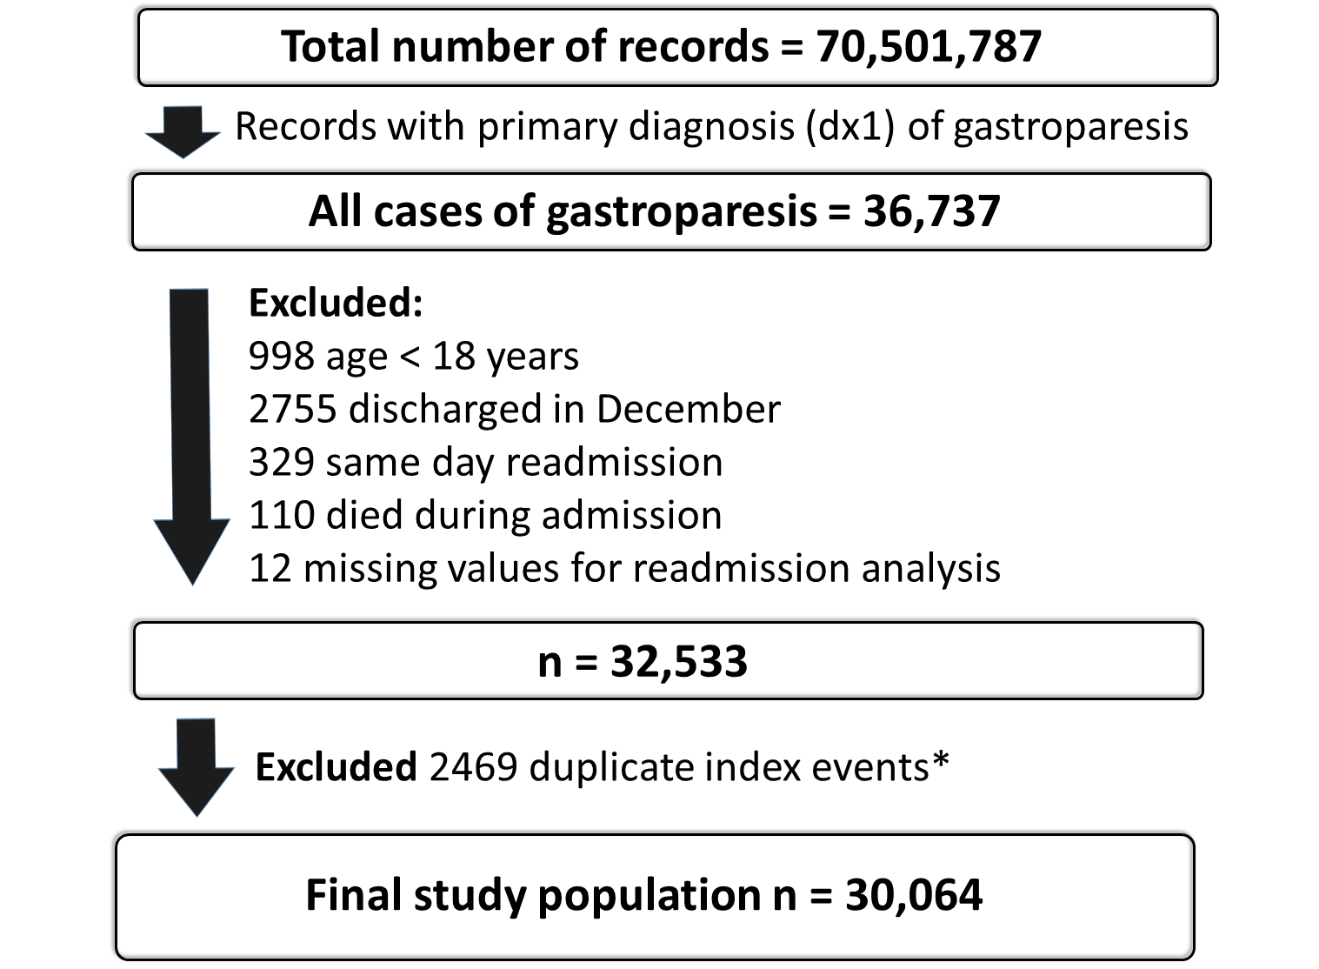 Total number of records = 70,501,787
Records with primary diagnosis (dx1) of gastroparesis
All cases of gastroparesis = 36,737
Excluded:
998 age < 18 years
2755 discharged in December
329 same day readmission
110 died during admission
12 missing values for readmission analysis
n = 32,533
Excluded 2469 duplicate index events*
Final study population n = 30,064